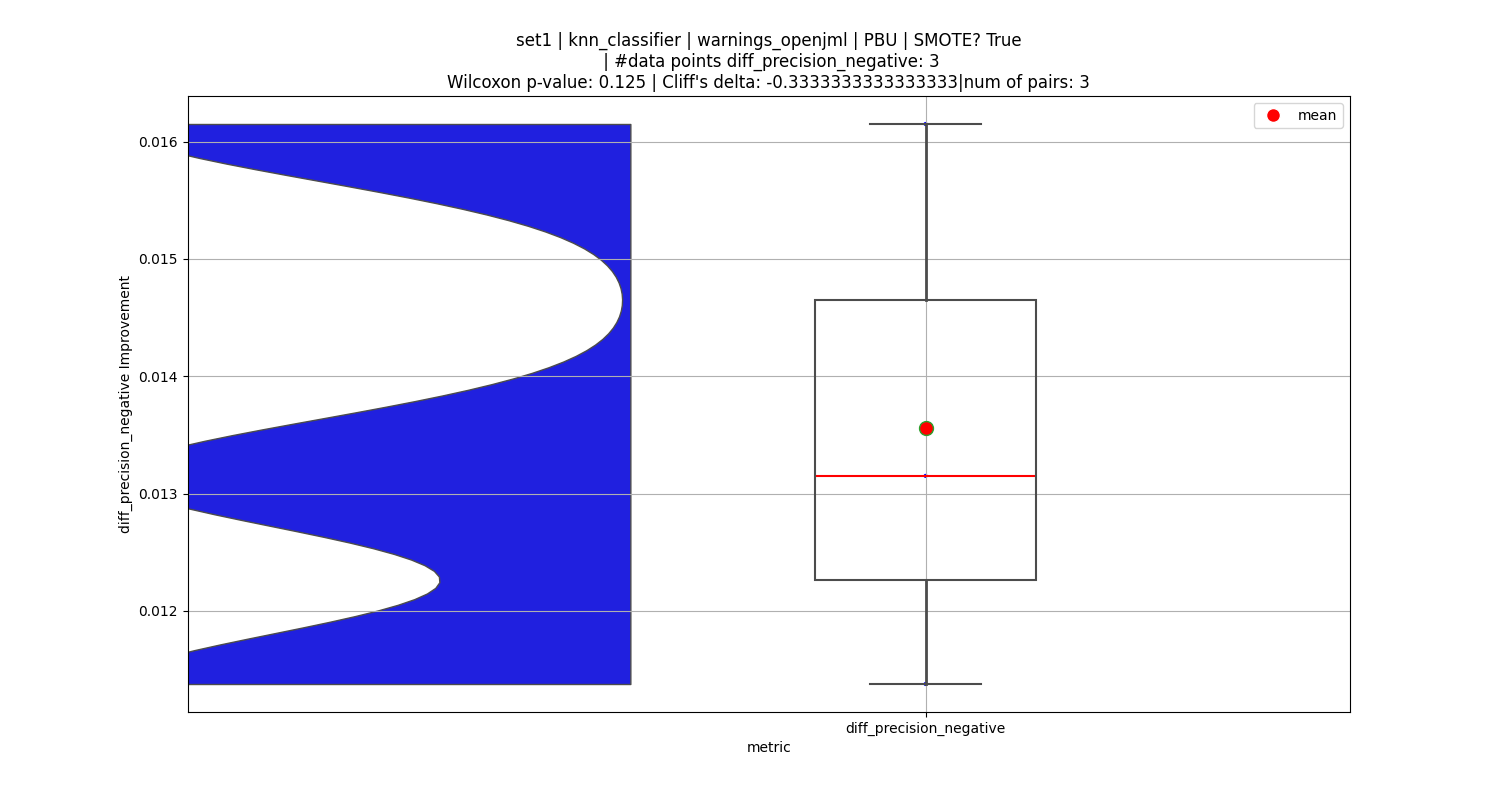 set1 | knn_classifier | warnings_openjml | PBU | SMOTE? True
| #data points diff_precision_negative: 3
Wilcoxon p-value: 0.125 | Cliff's delta: -0.3333333333333333|num of pairs: 3
mean
0.016
0.015
0.014
0.013
0.012
diff_precision_negative Improvement
diff_precision_negative
metric